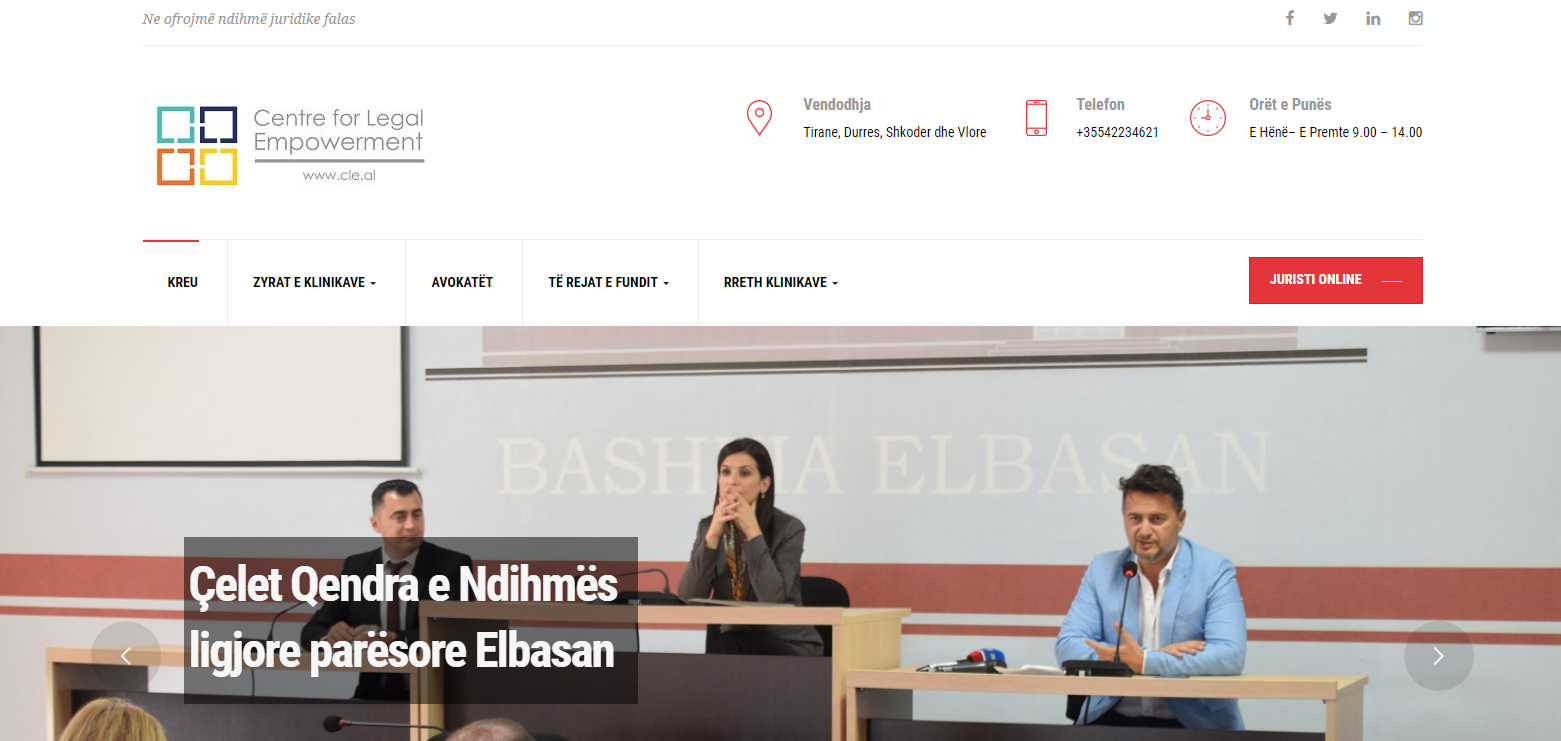 Ne ofrojmë ndihmë juridike falas
Centre for Legal
Empowerment
www.cle.al
Vendodhja
Tirane, Durres, Shkoder dhe Vlore
Telefon
+35542234621
Orët e Punës
E Hënë– E Premte 9.00 – 14.00
KREU
ZYRAT E KLINIKAVE
AVOKATËT
TË REJAT E FUNDIT
RRETH KLINIKAVE
JURISTI ONLINE
BASHKIA ELBASAN
Çelet Qendra e Ndihmës
ligjore parësore Elbasan